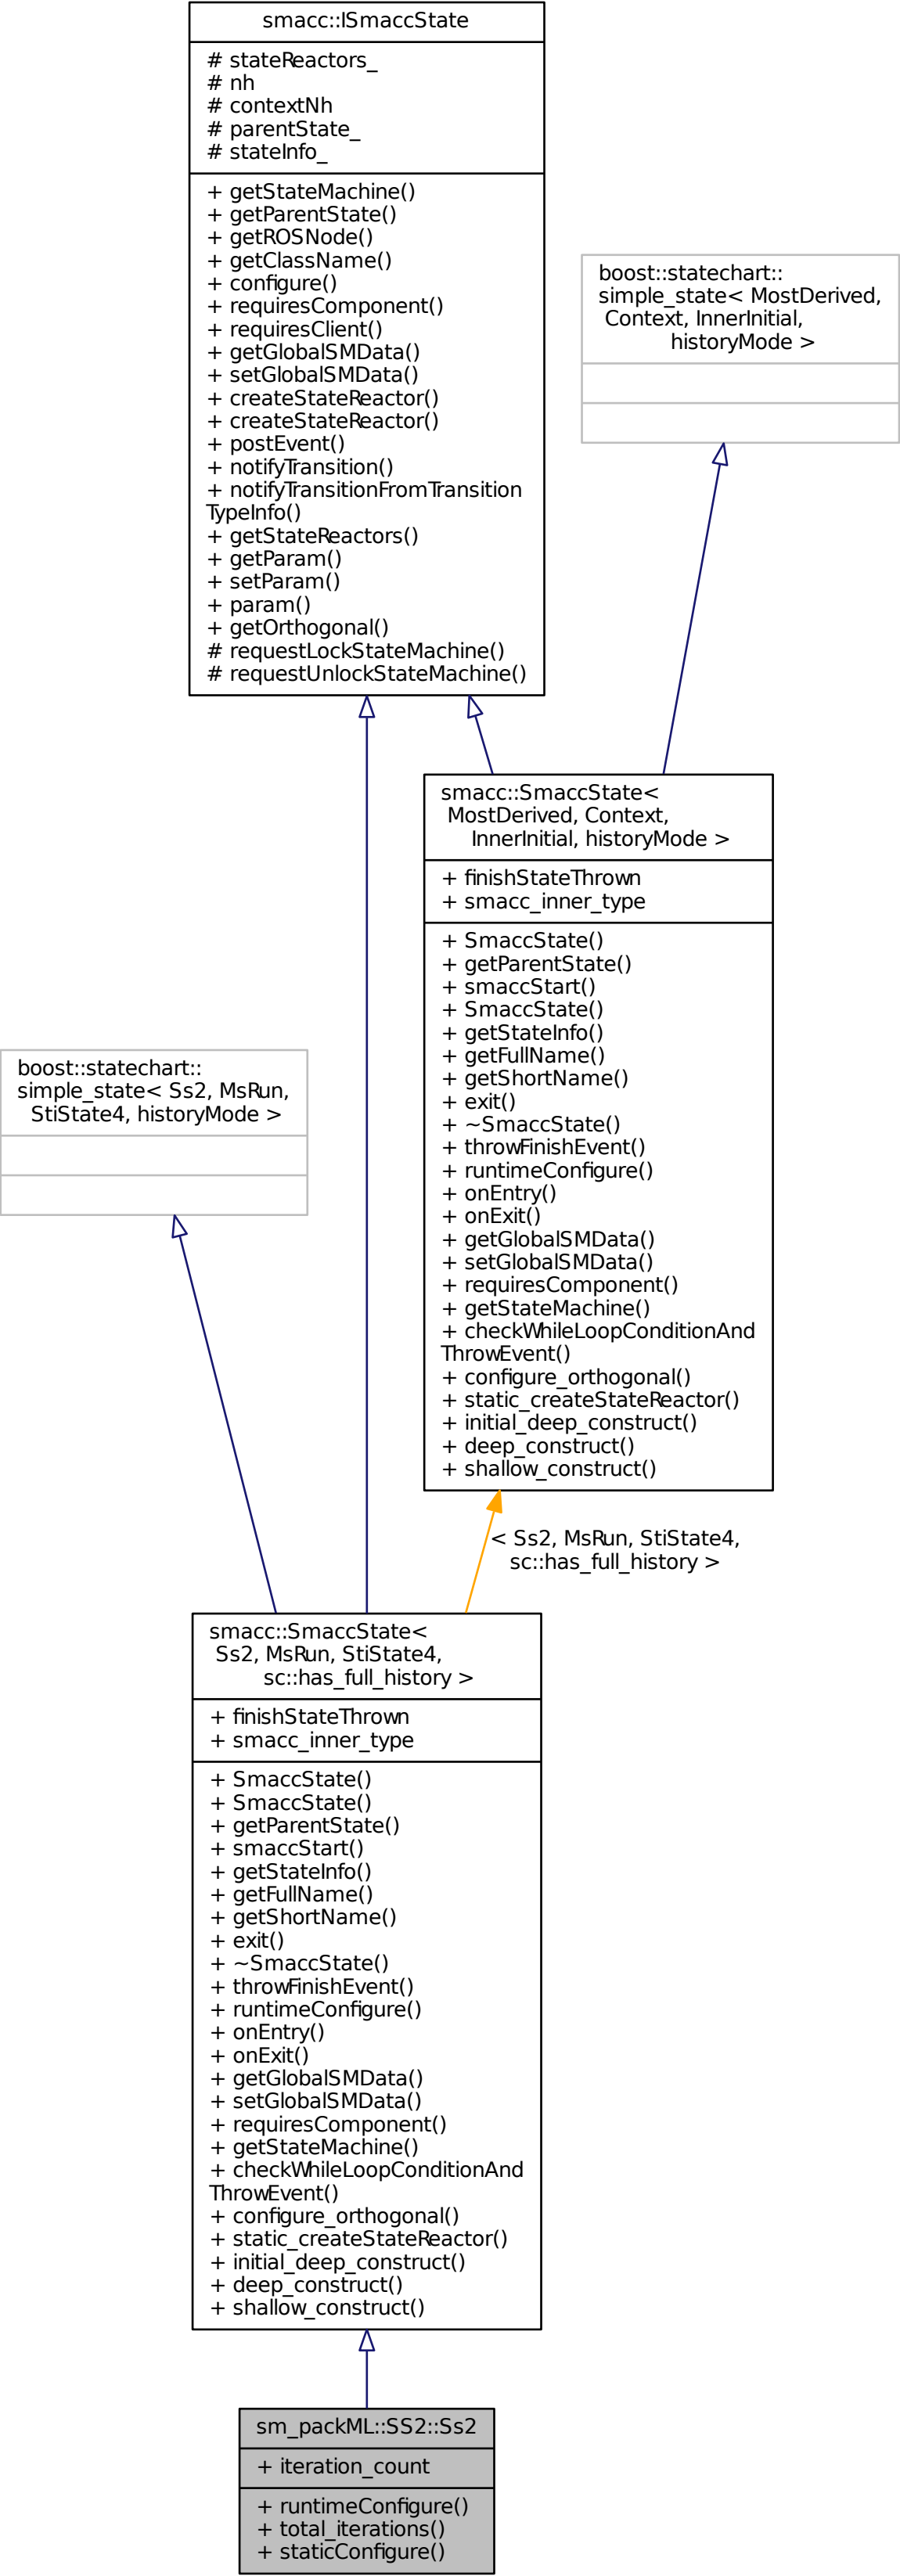 smacc::ISmaccState
# stateReactors_
# nh
# contextNh
# parentState_
# stateInfo_
+ getStateMachine()
+ getParentState()
+ getROSNode()
+ getClassName()
+ configure()
+ requiresComponent()
+ requiresClient()
+ getGlobalSMData()
+ setGlobalSMData()
+ createStateReactor()
+ createStateReactor()
+ postEvent()
+ notifyTransition()
+ notifyTransitionFromTransition
TypeInfo()
+ getStateReactors()
+ getParam()
+ setParam()
+ param()
+ getOrthogonal()
# requestLockStateMachine()
# requestUnlockStateMachine()
boost::statechart::
simple_state< MostDerived,
Context, InnerInitial,
historyMode >
smacc::SmaccState<
MostDerived, Context,
InnerInitial, historyMode >
+ finishStateThrown
+ smacc_inner_type
+ SmaccState()
+ getParentState()
+ smaccStart()
+ SmaccState()
+ getStateInfo()
+ getFullName()
+ getShortName()
+ exit()
+ ~SmaccState()
+ throwFinishEvent()
+ runtimeConfigure()
+ onEntry()
+ onExit()
+ getGlobalSMData()
+ setGlobalSMData()
+ requiresComponent()
+ getStateMachine()
+ checkWhileLoopConditionAnd
ThrowEvent()
+ configure_orthogonal()
+ static_createStateReactor()
+ initial_deep_construct()
+ deep_construct()
+ shallow_construct()
boost::statechart::
simple_state< Ss2, MsRun,
StiState4, historyMode >
< Ss2, MsRun, StiState4,
sc::has_full_history >
smacc::SmaccState<
Ss2, MsRun, StiState4,
sc::has_full_history >
+ finishStateThrown
+ smacc_inner_type
+ SmaccState()
+ SmaccState()
+ getParentState()
+ smaccStart()
+ getStateInfo()
+ getFullName()
+ getShortName()
+ exit()
+ ~SmaccState()
+ throwFinishEvent()
+ runtimeConfigure()
+ onEntry()
+ onExit()
+ getGlobalSMData()
+ setGlobalSMData()
+ requiresComponent()
+ getStateMachine()
+ checkWhileLoopConditionAnd
ThrowEvent()
+ configure_orthogonal()
+ static_createStateReactor()
+ initial_deep_construct()
+ deep_construct()
+ shallow_construct()
sm_packML::SS2::Ss2
+ iteration_count
+ runtimeConfigure()
+ total_iterations()
+ staticConfigure()